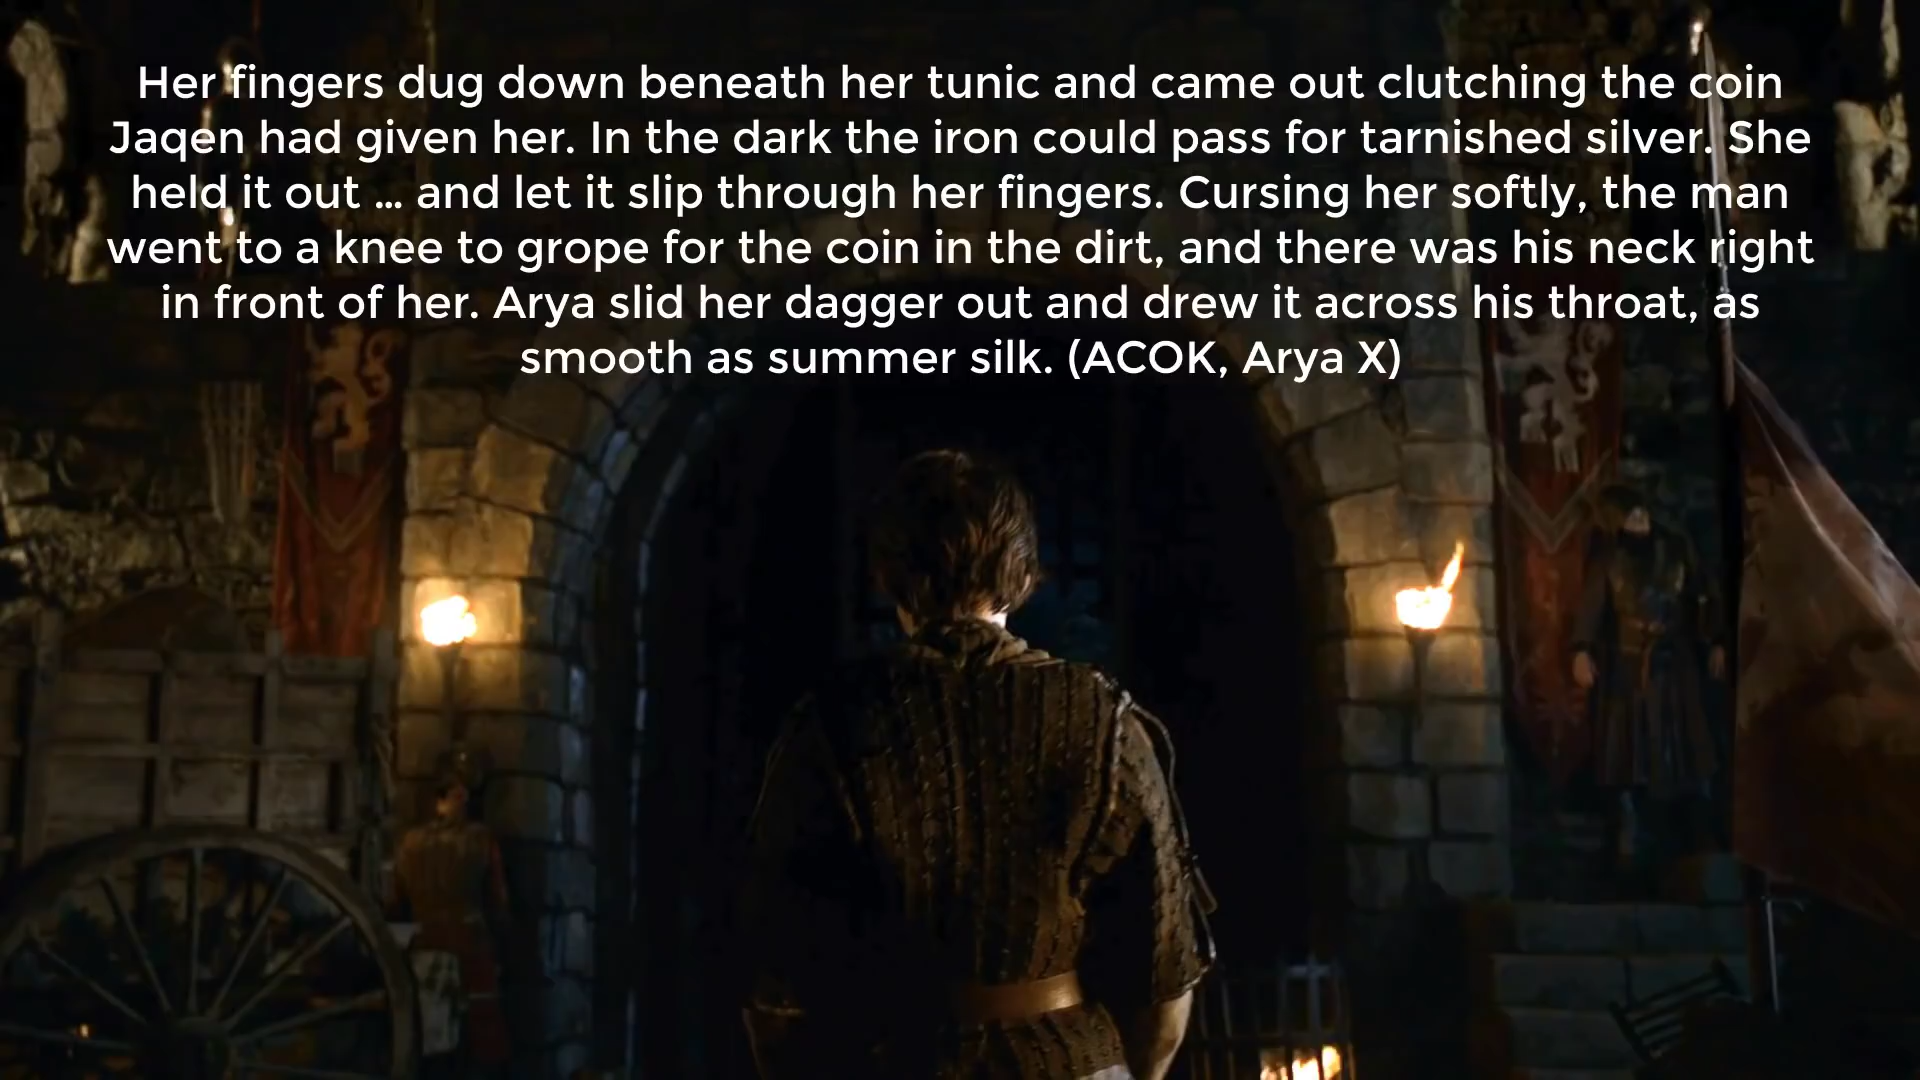 Her fingers dug down beneath her tunic and came out clutching the coin
Jaqen had given her. In the dark the iron could pass for tarnished silver. She
held it out ... and let it slip through her fingers. Cursing her softly, the man
went to a knee to grope for the coin in the dirt, and there was his neck right
in front of her. Arya slid her dagger out and drew it across his throat, as
smooth as summer silk. (ACOK, Arya X)